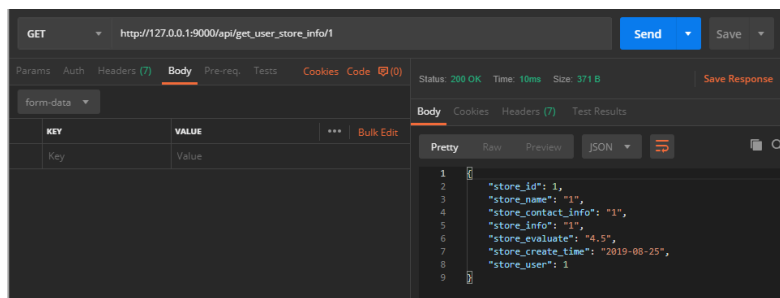 GET http://127.0.0.1:9000/api/get_user_store_info/1 Send Save
Params Auth Headers (7) Body Pre-req. Tests Cookies Code (0)
Status: 200 OK Time: 10ms Size: 371 B Save Response
form-data
Body Cookies Headers (7) Test Results
KEY VALUE ••• Bulk Edit
Key Value
Pretty Raw Preview JSON
1 {
2 "store_id": 1,
3 "store_name": "1",
4 "store_contact_info": "1",
5 "store_info": "1",
6 "store_evaluate": "4.5",
7 "store_create_time": "2019-08-25",
8 "store_user": 1
9 }